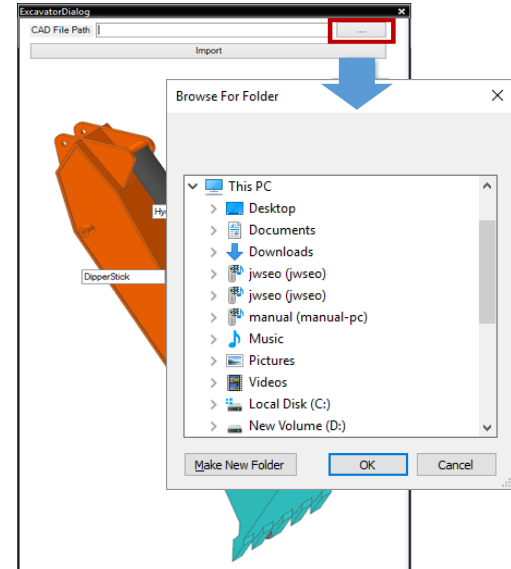 ExcavatorDialog
CAD File Path
....
Import
Browse For Folder
This PC
Desktop
Documents
Downloads
jwseo (jwseo)
jwseo (jwseo)
manual (manual-pc)
Music
Pictures
Videos
Local Disk (C:)
New Volume (D:)
Hy
DipperStick
Make New Folder
OK
Cancel